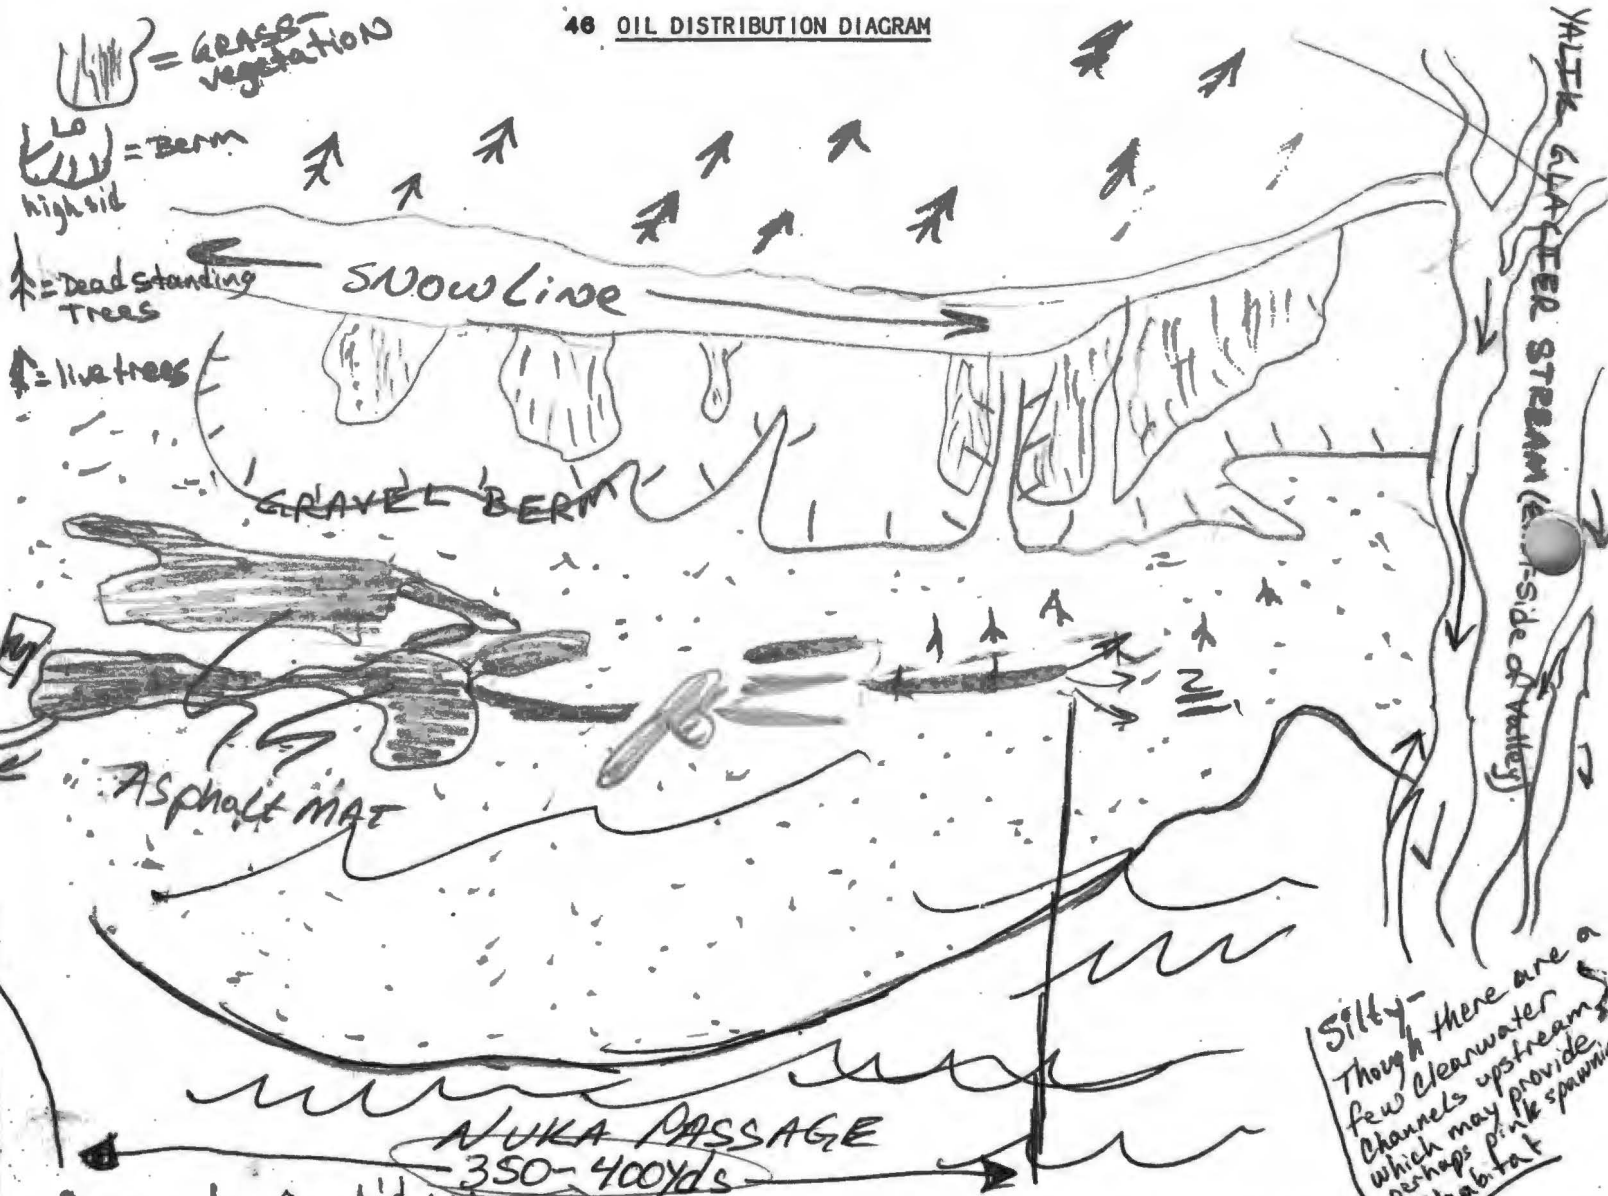 46 OIL DISTRIBUTION DIAGRAM
= GRASS-
vegetation
Lo
= Berm
high sid
= Dead standing
Trees
= live trees
SNOW Line
GRAVEL BERM
Asphalt MAT
2
YALIK GLACIER STREAM side of Valley
NUKA PASSAGE
350-400yds
Silty-
Though there are a
few Clearwater
Channels upstream
which may provide
perhaps pink spawning
habitat